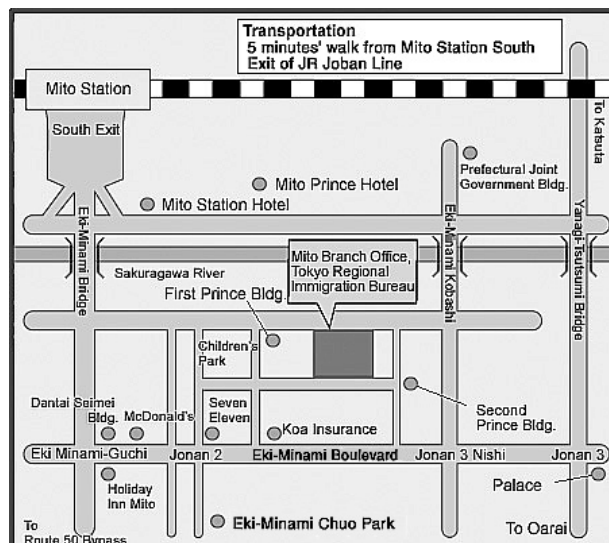 Transportation
5 minutes' walk from Mito Station South
Exit of JR Joban Line
Mito Station
South Exit
To Katsuta
Prefectural Joint
Government Bldg.
Mito Prince Hotel
Mito Station Hotel
Eki-Minami Bridge
Eki-Minami Kobashi
Yanagi-Tsutsumi Bridge
Mito Branch Office,
Tokyo Regional
Immigration Bureau
Sakuragawa River
First Prince Bldg.
Children's
Park
Dantai Seimei
Bldg.
McDonald's
Seven
Eleven
Koa Insurance
Second
Prince Bldg.
Eki Minami-Guchi
Jonan 2
Eki-Minami Boulevard
Jonan 3 Nishi
Jonan 3
Holiday
Inn Mito
Palace
Eki-Minami Chuo Park
To
Route 50 Bypass
To Oarai